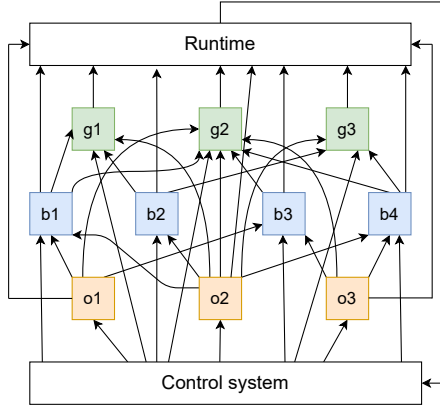 Runtime
g1 g2 g3
b1 b2 b3 b4
o1 o2 o3
Control system